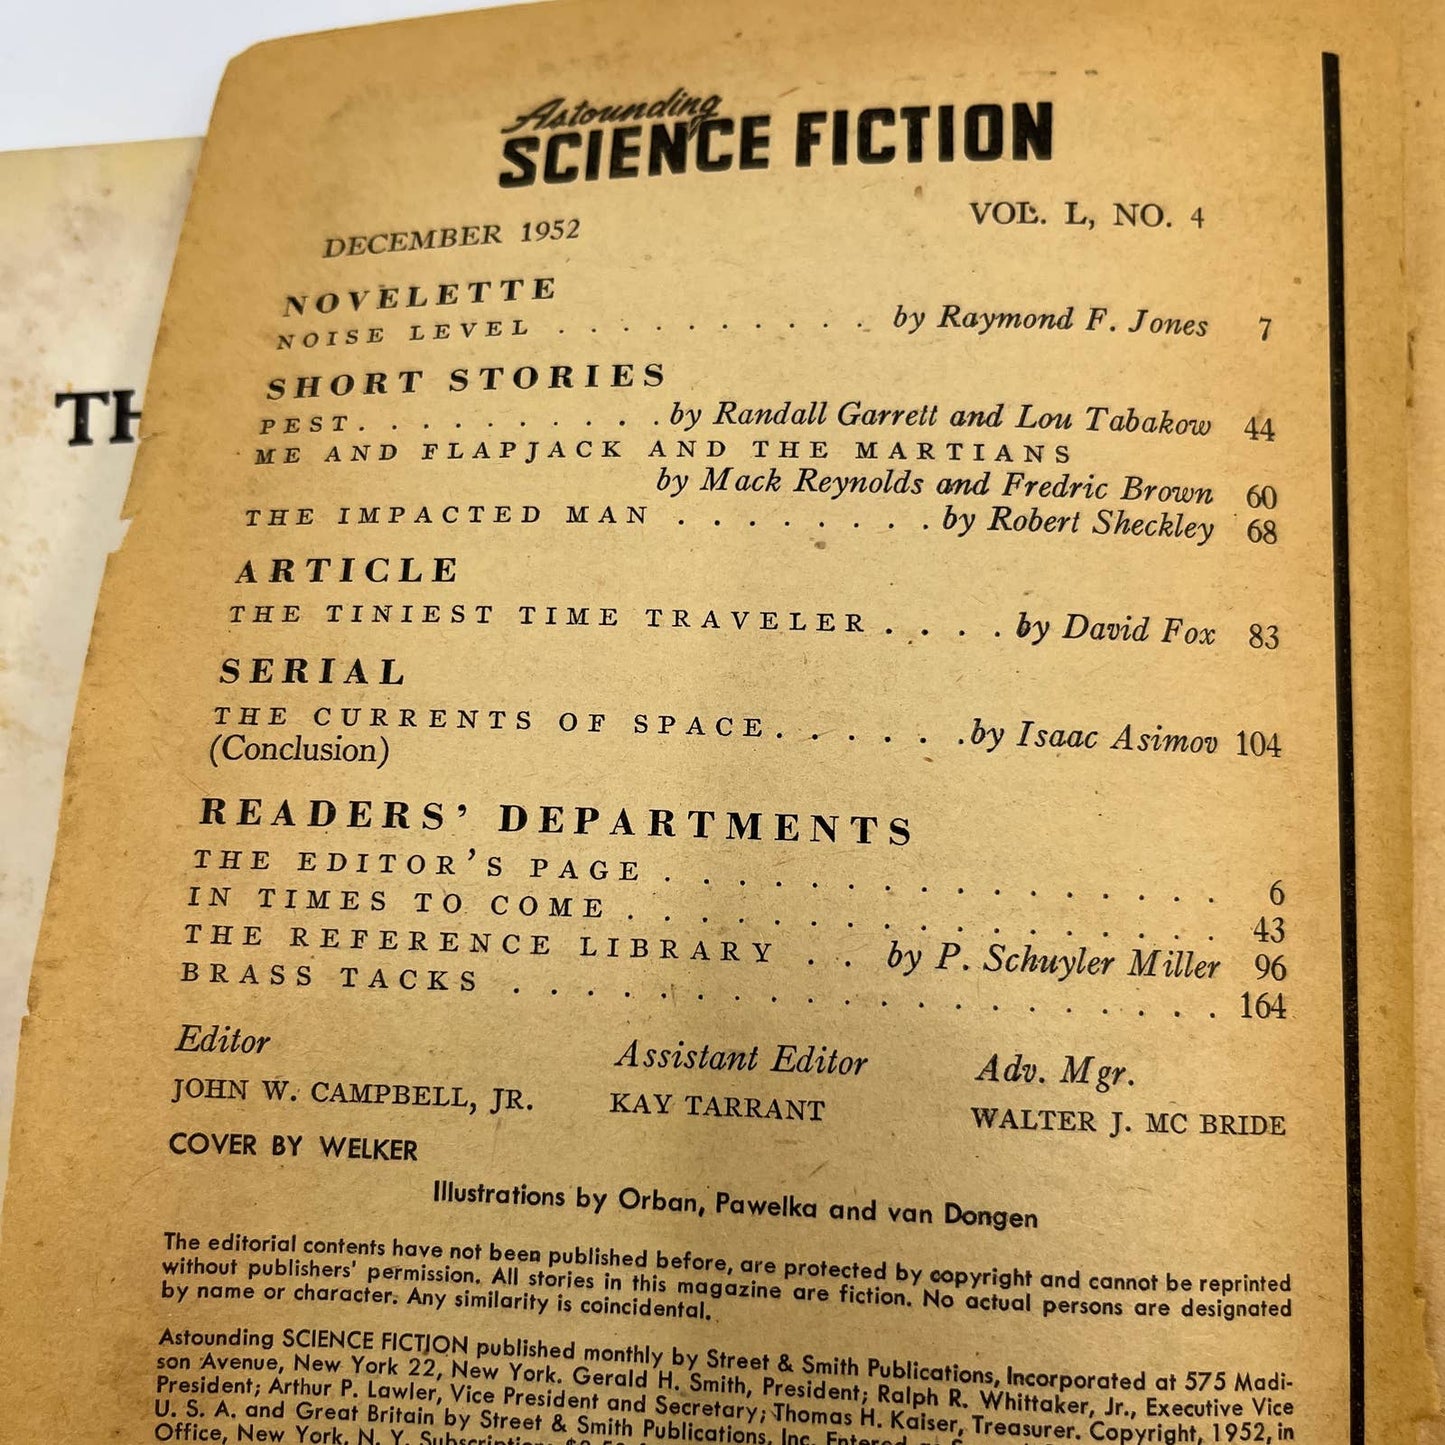 TH
Astounding
SCIENCE FICTION
DECEMBER 1952 VOL. L, NO. 4
NOVELETTE
NOISE LEVEL . . . . . . . . . . by Raymond F. Jones 7
SHORT STORIES
PEST. . . . . . . . . . by Randall Garrett and Lou Tabakow 44
ME AND FLAPJACK AND THE MARTIANS
by Mack Reynolds and Fredric Brown 60
THE IMPACTED MAN . . . . . . . . by Robert Sheckley 68
ARTICLE
THE TINIEST TIME TRAVELER . . . . by David Fox 83
SERIAL
THE CURRENTS OF SPACE. . . . . . by Isaac Asimov 104
(Conclusion)
READERS' DEPARTMENTS
THE EDITOR'S PAGE . . . . . . . . . . . . . . . 6
IN TIMES TO COME . . . . . . . . . . . . . . . . 43
THE REFERENCE LIBRARY . . by P. Schuyler Miller 96
BRASS TACKS . . . . . . . . . . . . . . . . . . . 164
Editor Assistant Editor Adv. Mgr.
JOHN W. CAMPBELL, JR. KAY TARRANT WALTER J. MC BRIDE
COVER BY WELKER
Illustrations by Orban, Pawelka and van Dongen
The editorial contents have not been published before, are protected by copyright and cannot be reprinted
without publishers' permission. All stories in this magazine are fiction. No actual persons are designated
by name or character. Any similarity is coincidental.
Astounding SCIENCE FICTION published monthly by Street & Smith Publications, Incorporated at 575 Madi-
son Avenue, New York 22, New York. Gerald H. Smith, President; Ralph R. Whittaker, Jr., Executive Vice
President; Arthur P. Lawler, Vice President and Secretary; Thomas H. Kaiser, Treasurer. Copyright, 1952, in
U. S. A. and Great Britain by Street & Smith Publications, Inc. Entered as
Office, New York, N. Y. Subscriptions